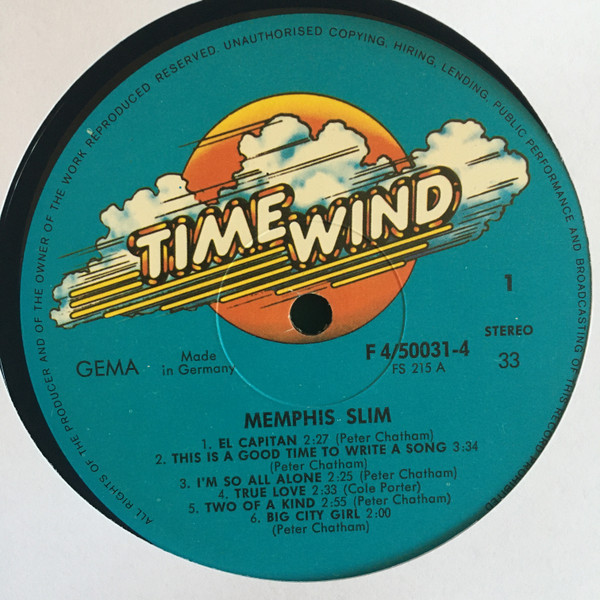 ALL RIGHTS OF THE PRODUCER AND OF THE OWNER OF THE WORK REPRODUCED RESERVED. UNAUTHORISED COPYING, HIRING, LENDING, PUBLIC PERFORMANCE AND BROADCASTING OF THIS RECORD PROHIBITED
TIME WIND
1
STEREO
33
GEMA
Made
in Germany
F 4/50031-4
FS 215 A
MEMPHIS SLIM
1. EL CAPITAN 2:27 (Peter Chatham)
2. THIS IS A GOOD TIME TO WRITE A SONG 3:34
(Peter Chatham)
3. I'M SO ALL ALONE 2:25 (Peter Chatham)
4. TRUE LOVE 2:33 (Cole Porter)
5. TWO OF A KIND 2:55 (Peter Chatham)
6. BIG CITY GIRL 2:00
(Peter Chatham)